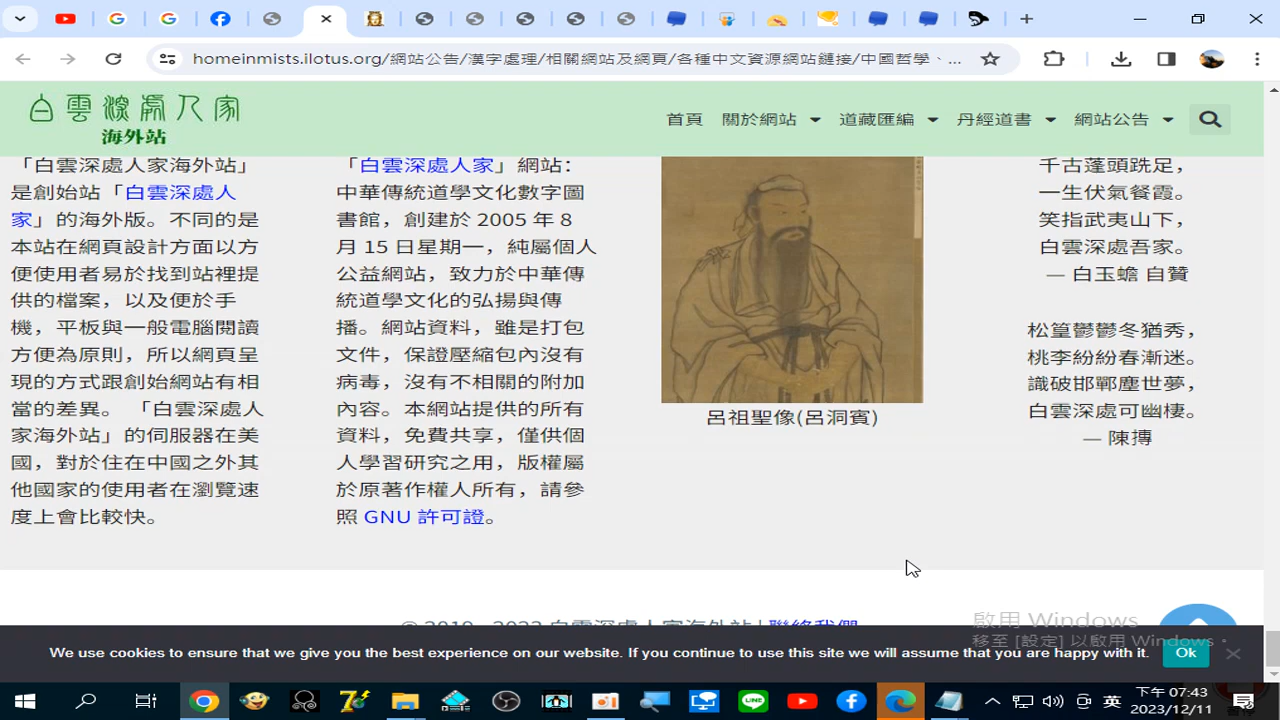 homeinmists.ilotus.org/網站公告/漢字處理/相關網站及網頁/各種中文資源網站鏈接/中國哲學、...
白雲深處人家
海外站
首頁 關於網站 道藏匯編 丹經道書 網站公告
「白雲深處人家海外站」
是創始站「白雲深處人
家」的海外版。不同的是
本站在網頁設計方面以方
便使用者易於找到站裡提
供的檔案，以及便於手
機，平板與一般電腦閱讀
方便為原則，所以網頁呈
現的方式跟創始網站有相
當的差異。「白雲深處人
家海外站」的伺服器在美
國，對於住在中國之外其
他國家的使用者在瀏覽速
度上會比較快。
「白雲深處人家」網站：
中華傳統道學文化數字圖
書館，創建於 2005 年 8
月 15 日星期一，純屬個人
公益網站，致力於中華傳
統道學文化的弘揚與傳
播。網站資料，雖是打包
文件，保證壓縮包內沒有
病毒，沒有不相關的附加
內容。本網站提供的所有
資料，免費共享，僅供個
人學習研究之用，版權屬
於原著作權人所有，請參
照 GNU 許可證。
呂祖聖像(呂洞賓)
千古蓬頭跣足，
一生伏氣餐霞。
笑指武夷山下，
白雲深處吾家。
— 白玉蟾 自贊
松篁鬱鬱冬猶秀，
桃李紛紛春漸迷。
識破邯鄲塵世夢，
白雲深處可幽棲。
— 陳摶
© 2019 - 2023 白雲深處人家海外站 | 聯絡我們
啟用 Windows
移至 [設定] 以啟用 Windows。
We use cookies to ensure that we give you the best experience on our website. If you continue to use this site we will assume that you are happy with it.
Ok
英
下午 07:43
2023/12/11